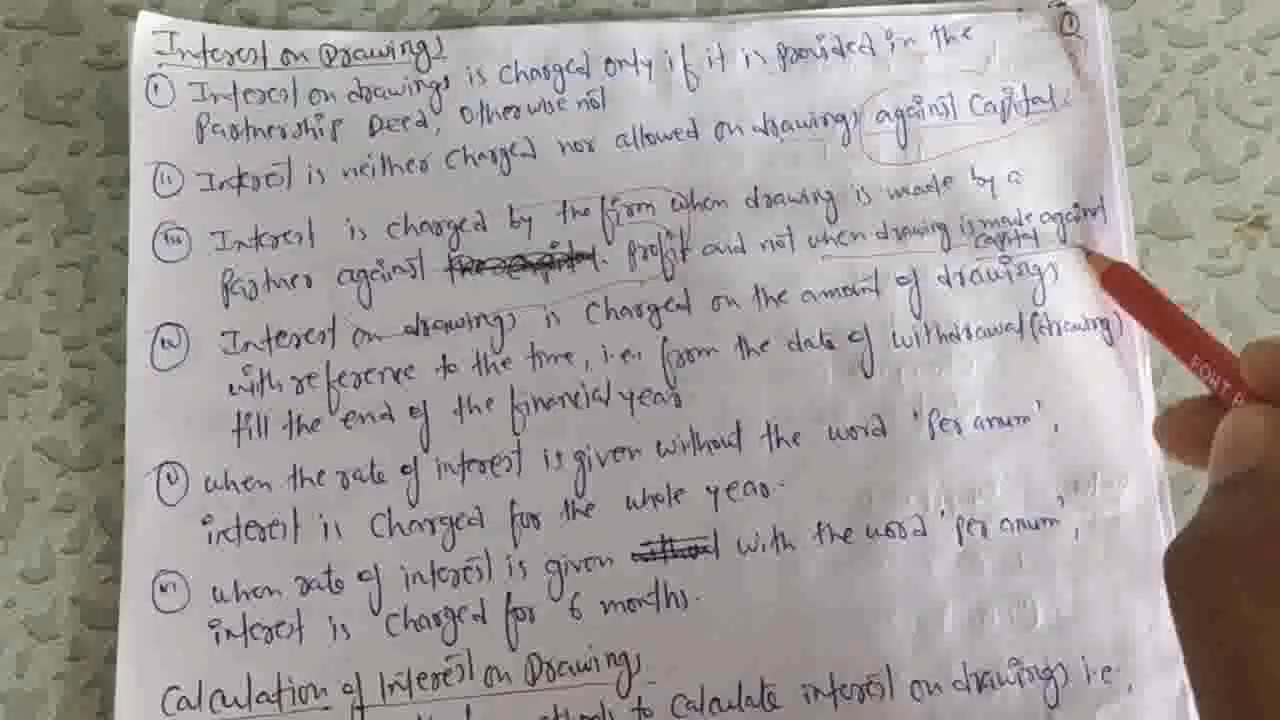 Interest on Drawings
① Interest on drawings is charged only if it is provided in the
Partnership Deed, otherwise not
ii Interest is neither charged nor allowed on drawings against Capital.
iii Interest is charged by the firm when drawing is made by a
Partner against profit and not when drawing is made against
capital
iv Interest on drawings is charged on the amount of drawings
with reference to the time, i.e. from the date of withdrawal (drawing)
till the end of the financial year
v when the rate of interest is given without the word 'Per anum',
interest is charged for the whole year.
vi when rate of interest is given with the word 'per anum',
interest is charged for 6 months.
Calculation of Interest on Drawings
to calculate interest on drawings i.e,